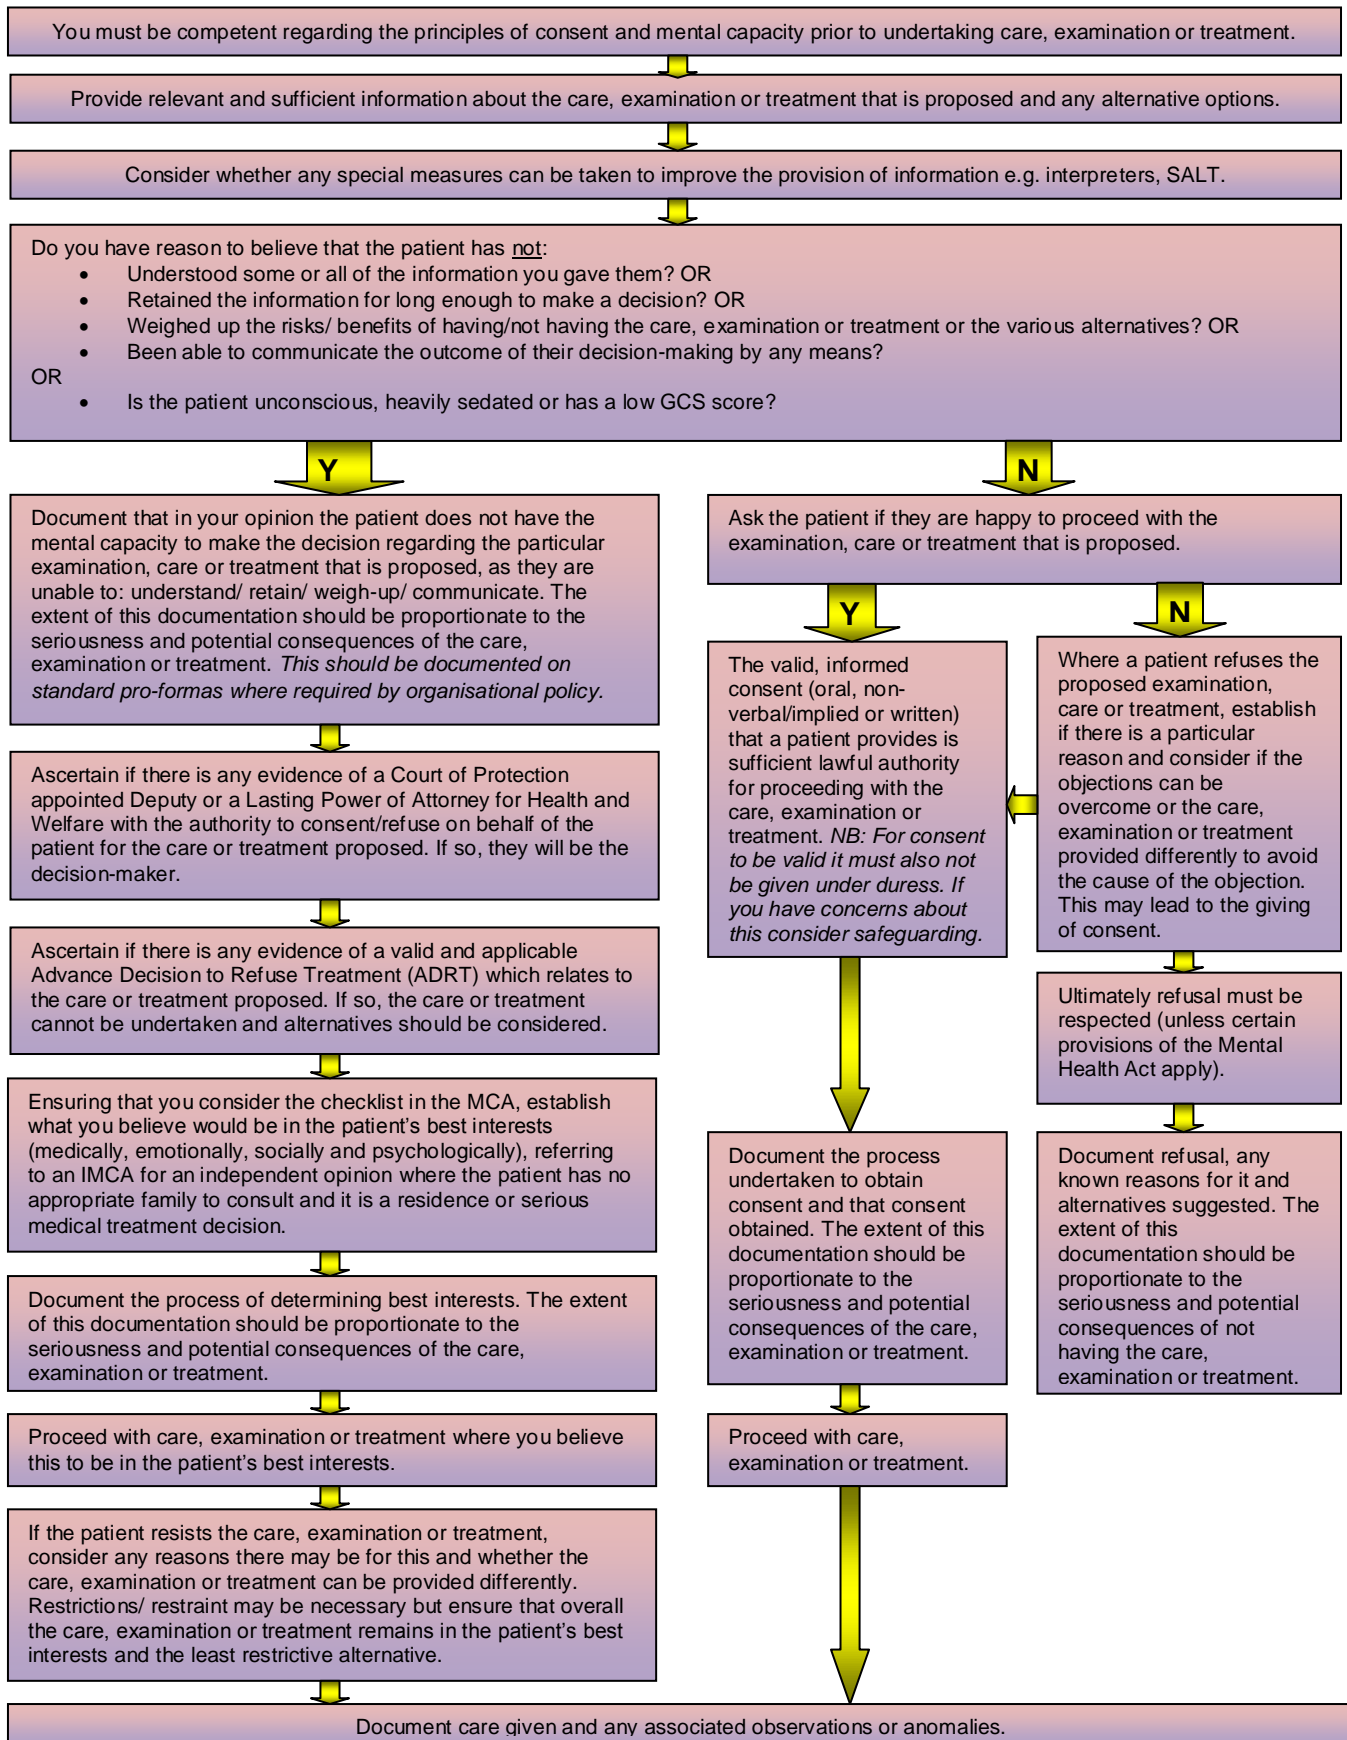 You must be competent regarding the principles of consent and mental capacity prior to undertaking care, examination or treatment.
Provide relevant and sufficient information about the care, examination or treatment that is proposed and any alternative options.
Consider whether any special measures can be taken to improve the provision of information e.g. interpreters, SALT.
Do you have reason to believe that the patient has not:
• Understood some or all of the information you gave them? OR
• Retained the information for long enough to make a decision? OR
• Weighed up the risks/ benefits of having/not having the care, examination or treatment or the various alternatives? OR
• Been able to communicate the outcome of their decision-making by any means?
OR
• Is the patient unconscious, heavily sedated or has a low GCS score?
Y
Document that in your opinion the patient does not have the
mental capacity to make the decision regarding the particular
examination, care or treatment that is proposed, as they are
unable to: understand/ retain/ weigh-up/ communicate. The
extent of this documentation should be proportionate to the
seriousness and potential consequences of the care,
examination or treatment. This should be documented on
standard pro-formas where required by organisational policy.
Ascertain if there is any evidence of a Court of Protection
appointed Deputy or a Lasting Power of Attorney for Health and
Welfare with the authority to consent/refuse on behalf of the
patient for the care or treatment proposed. If so, they will be the
decision-maker.
Ascertain if there is any evidence of a valid and applicable
Advance Decision to Refuse Treatment (ADRT) which relates to
the care or treatment proposed. If so, the care or treatment
cannot be undertaken and alternatives should be considered.
Ensuring that you consider the checklist in the MCA, establish
what you believe would be in the patient's best interests
(medically, emotionally, socially and psychologically), referring
to an IMCA for an independent opinion where the patient has no
appropriate family to consult and it is a residence or serious
medical treatment decision.
Document the process of determining best interests. The extent
of this documentation should be proportionate to the
seriousness and potential consequences of the care,
examination or treatment.
Proceed with care, examination or treatment where you believe
this to be in the patient's best interests.
If the patient resists the care, examination or treatment,
consider any reasons there may be for this and whether the
care, examination or treatment can be provided differently.
Restrictions/ restraint may be necessary but ensure that overall
the care, examination or treatment remains in the patient's best
interests and the least restrictive alternative.
N
Ask the patient if they are happy to proceed with the
examination, care or treatment that is proposed.
Y
The valid, informed
consent (oral, non-
verbal/implied or written)
that a patient provides is
sufficient lawful authority
for proceeding with the
care, examination or
treatment. NB: For consent
to be valid it must also not
be given under duress. If
you have concerns about
this consider safeguarding.
Document the process
undertaken to obtain
consent and that consent
obtained. The extent of this
documentation should be
proportionate to the
seriousness and potential
consequences of the care,
examination or treatment.
Proceed with care,
examination or treatment.
N
Where a patient refuses the
proposed examination,
care or treatment, establish
if there is a particular
reason and consider if the
objections can be
overcome or the care,
examination or treatment
provided differently to avoid
the cause of the objection.
This may lead to the giving
of consent.
Ultimately refusal must be
respected (unless certain
provisions of the Mental
Health Act apply).
Document refusal, any
known reasons for it and
alternatives suggested. The
extent of this
documentation should be
proportionate to the
seriousness and potential
consequences of not
having the care,
examination or treatment.
Document care given and any associated observations or anomalies.